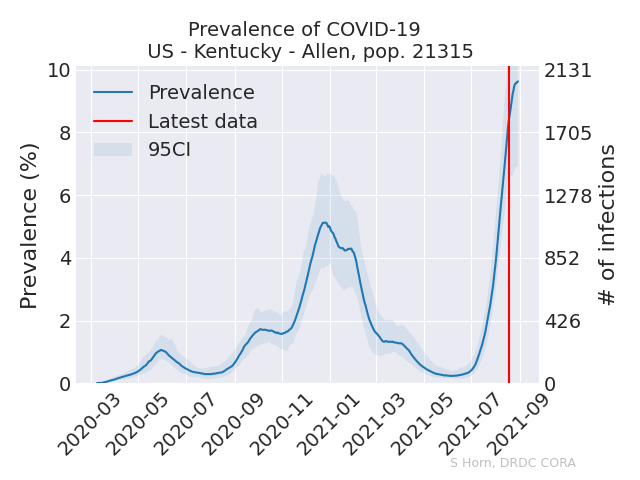 Prevalence of COVID-19
US - Kentucky - Allen, pop. 21315
Prevalence
Latest data
95CI
Prevalence (%)
10
8
6
4
2
0
2131
1705
1278
852
426
0
# of infections
2020-03
2020-05
2020-07
2020-09
2020-11
2021-01
2021-03
2021-05
2021-07
2021-09
S Horn, DRDC CORA